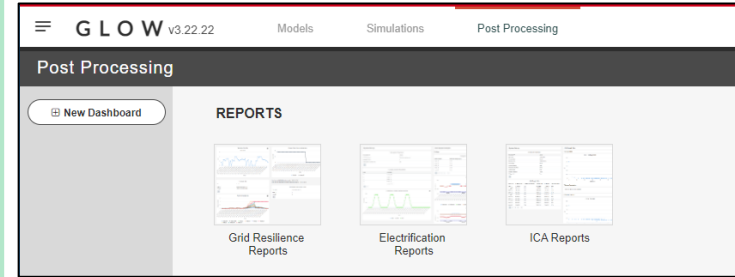 GLOW v3.22.22
Models
Simulations
Post Processing
Post Processing
New Dashboard
REPORTS
Grid Resilience
Reports
Electrification
Reports
ICA Reports